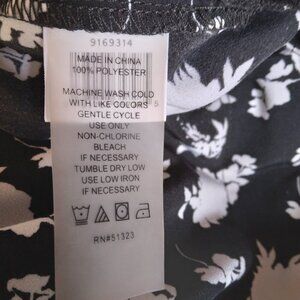 9169314
MADE IN CHINA
100% POLYESTER
MACHINE WASH COLD
WITH LIKE COLORS
GENTLE CYCLE
USE ONLY
NON-CHLORINE
BLEACH
IF NECESSARY
TUMBLE DRY LOW
USE LOW IRON
IF NECESSARY
RN#51323